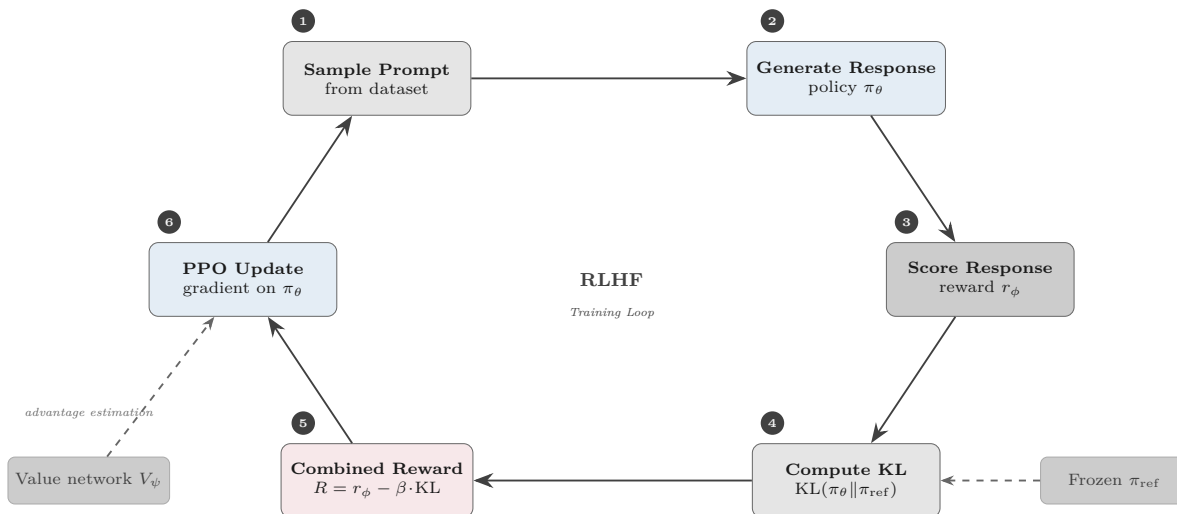 1
Sample Prompt
from dataset
2
Generate Response
policy π_θ
3
Score Response
reward r_ϕ
4
Compute KL
KL(π_θ‖π_ref)
Frozen π_ref
5
Combined Reward
R = r_ϕ − β·KL
6
PPO Update
gradient on π_θ
advantage estimation
Value network V_ψ
RLHF
Training Loop